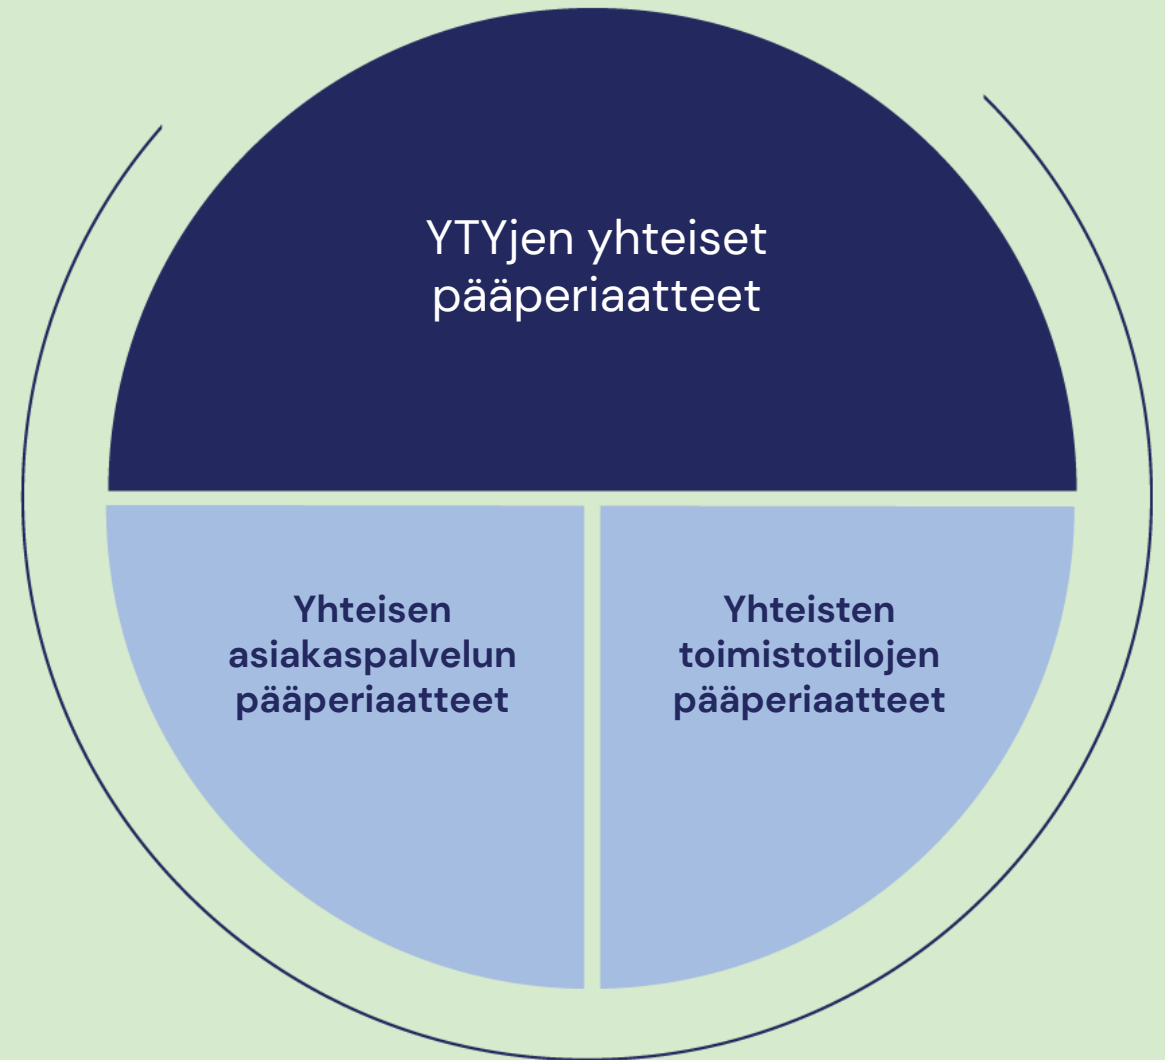 YTYjen yhteiset
pääperiaatteet
Yhteisen
asiakaspalvelun
pääperiaatteet
Yhteisten
toimistotilojen
pääperiaatteet